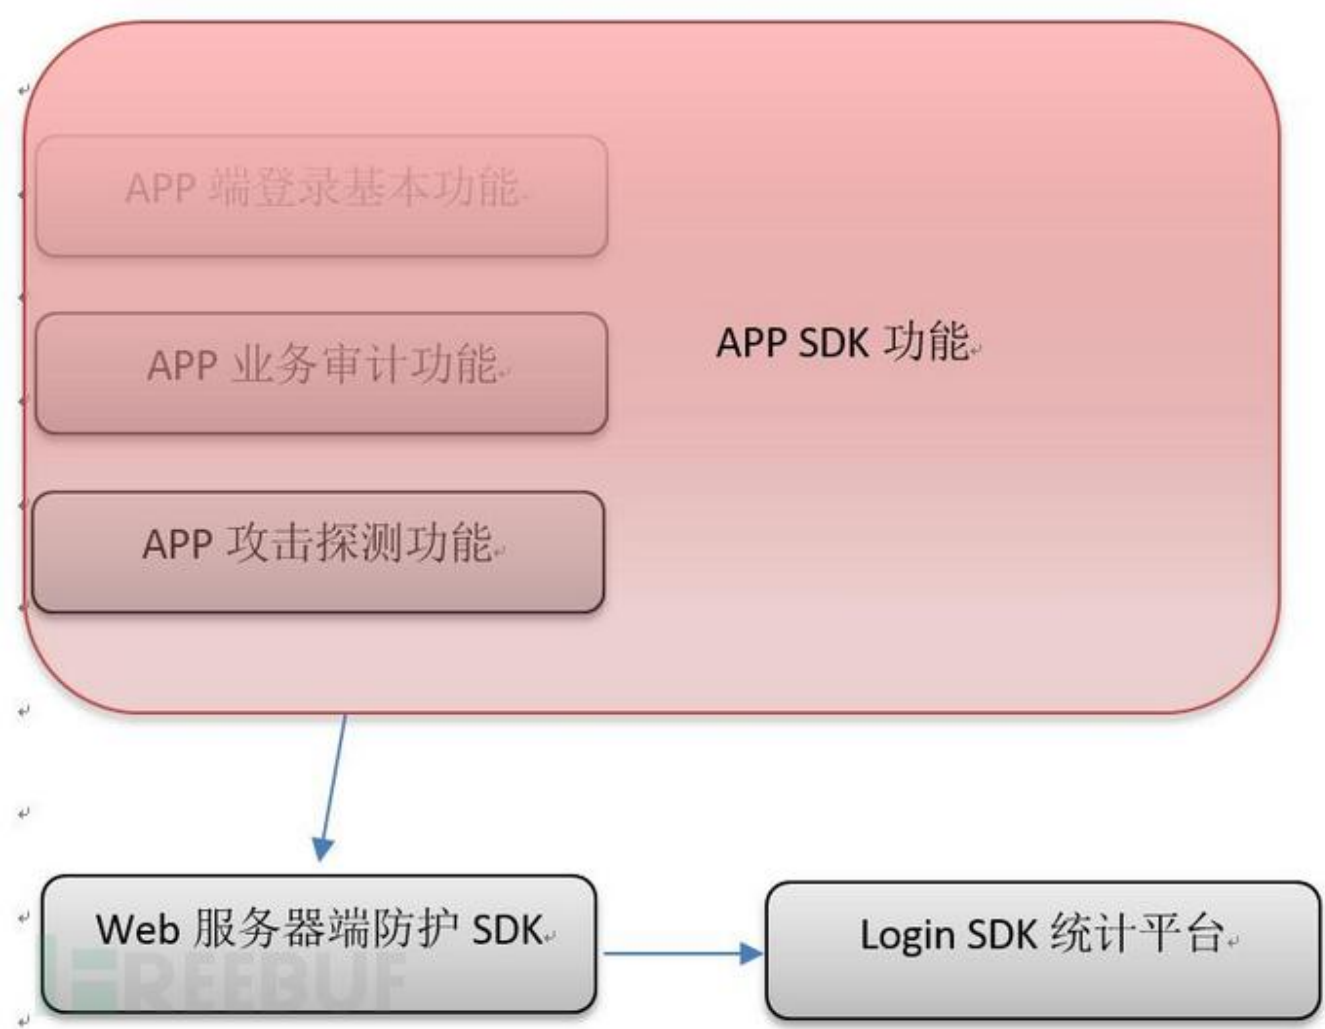 APP 端登录基本功能
APP 业务审计功能
APP SDK 功能
APP 攻击探测功能
Web 服务器端防护 SDK
Login SDK 统计平台
FREEBUF